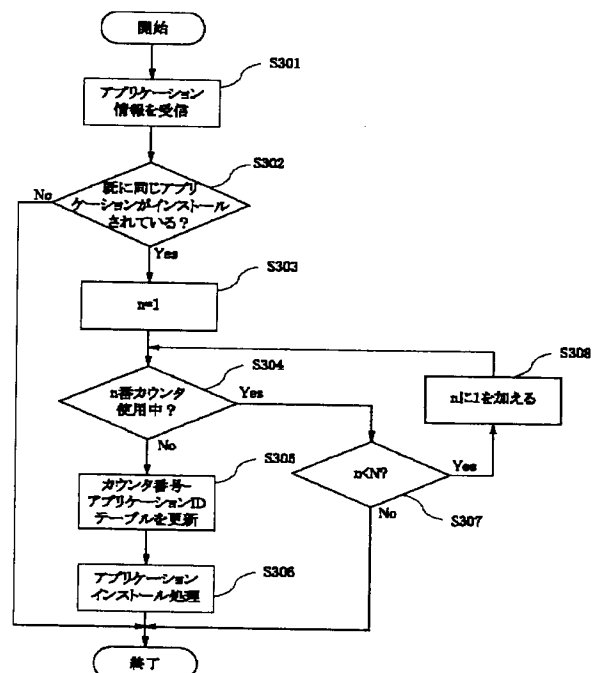 開始
S301
アプリケーション
情報を受信
S302
No
既に同じアプリ
ケーションがインストール
されている？
Yes
S303
n=1
S308
S304
n番カウンタ
使用中？
Yes
nに1を加える
No
S305
カウンタ番号-
アプリケーションID
テーブルを更新
n<N?
Yes
No
S307
S306
アプリケーション
インストール処理
終了